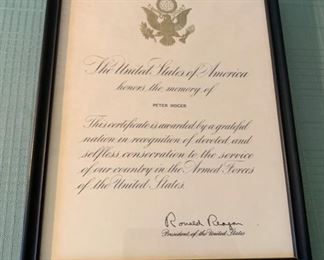 The United States of America
honors the memory of
PETER HOGER
This certificate is awarded by a grateful
nation in recognition of devoted and
selfless consecration to the service
of our country in the Armed Forces
of the United States.
Ronald Reagan
President of the United States